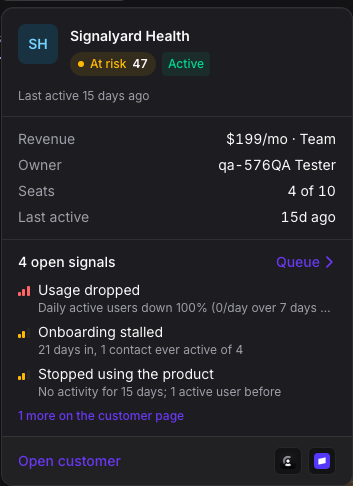 SH
Signalyard Health
At risk 47
Active
Last active 15 days ago
Revenue $199/mo · Team
Owner qa-576QA Tester
Seats 4 of 10
Last active 15d ago
4 open signals Queue
Usage dropped
Daily active users down 100% (0/day over 7 days ...
Onboarding stalled
21 days in, 1 contact ever active of 4
Stopped using the product
No activity for 15 days; 1 active user before
1 more on the customer page
Open customer